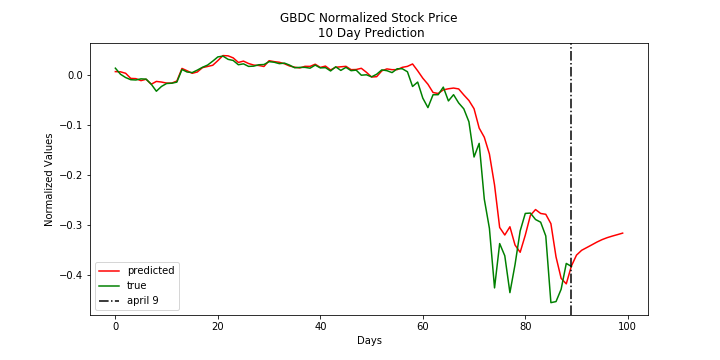 GBDC Normalized Stock Price
10 Day Prediction
Normalized Values
0.0
−0.1
−0.2
−0.3
−0.4
predicted
true
april 9
0
20
40
60
80
100
Days